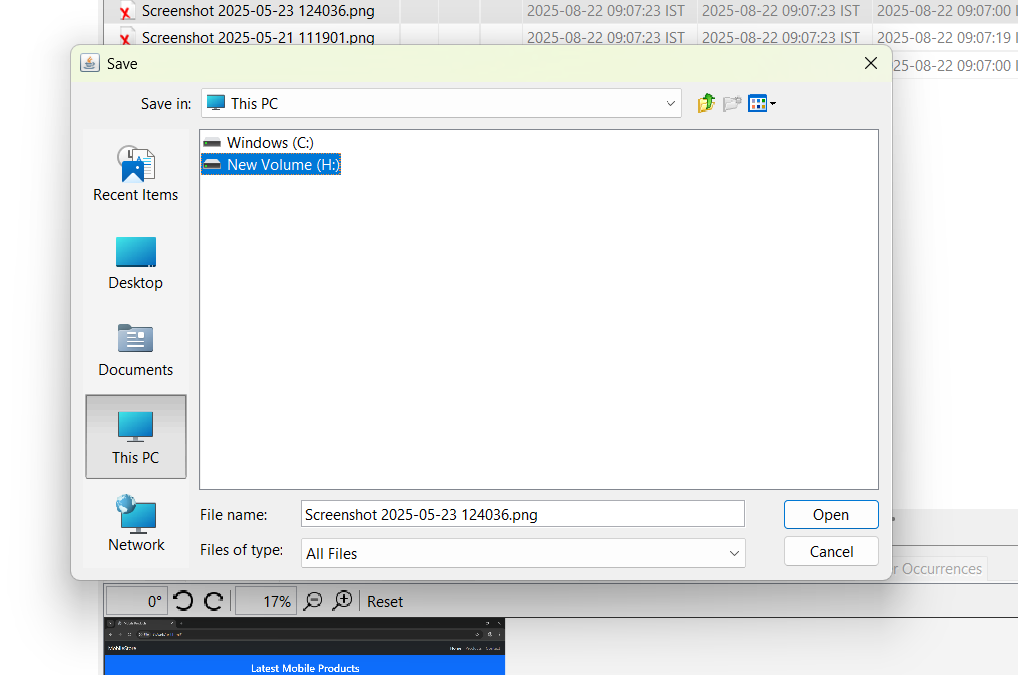 Screenshot 2025-05-23 124036.png 2025-08-22 09:07:23 IST 2025-08-22 09:07:23 IST 2025-08-22 09:07:00 I
Screenshot 2025-05-21 111901.png 2025-08-22 09:07:23 IST 2025-08-22 09:07:23 IST 2025-08-22 09:07:19 I
Save
25-08-22 09:07:00 I
Save in: This PC
Windows (C:)
New Volume (H:)
Recent Items
Desktop
Documents
This PC
Network
File name: Screenshot 2025-05-23 124036.png Open
Files of type: All Files Cancel
r Occurrences
0° 17% Reset
MobileStore Home Products Contact
Latest Mobile Products